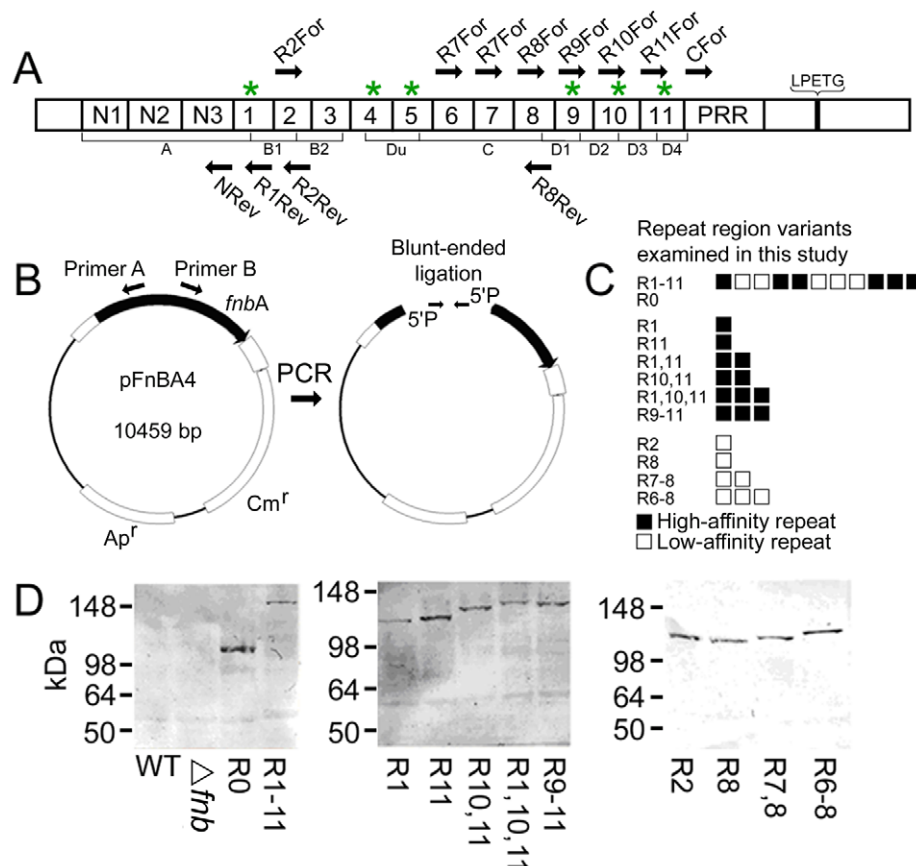 A
R2For
R7For
R7For
R8For
R9For
R10For
R11For
CFor
* * * * * *
LPETG
N1 N2 N3 1 2 3 4 5 6 7 8 9 10 11 PRR
A B1 B2 Du C D1 D2 D3 D4
NRev
R1Rev
R2Rev
R8Rev
B
Primer A
Primer B
fnbA
pFnBA4
10459 bp
Apr
Cmr
PCR
Blunt-ended
ligation
5'P
5'P
C
Repeat region variants
examined in this study
R1-11
R0
R1
R11
R1,11
R10,11
R1,10,11
R9-11
R2
R8
R7-8
R6-8
High-affinity repeat
Low-affinity repeat
D
kDa
148
98
64
50
WT
△fnb
R0
R1-11
148
98
64
50
R1
R11
R10,11
R1,10,11
R9-11
148
98
64
50
R2
R8
R7,8
R6-8